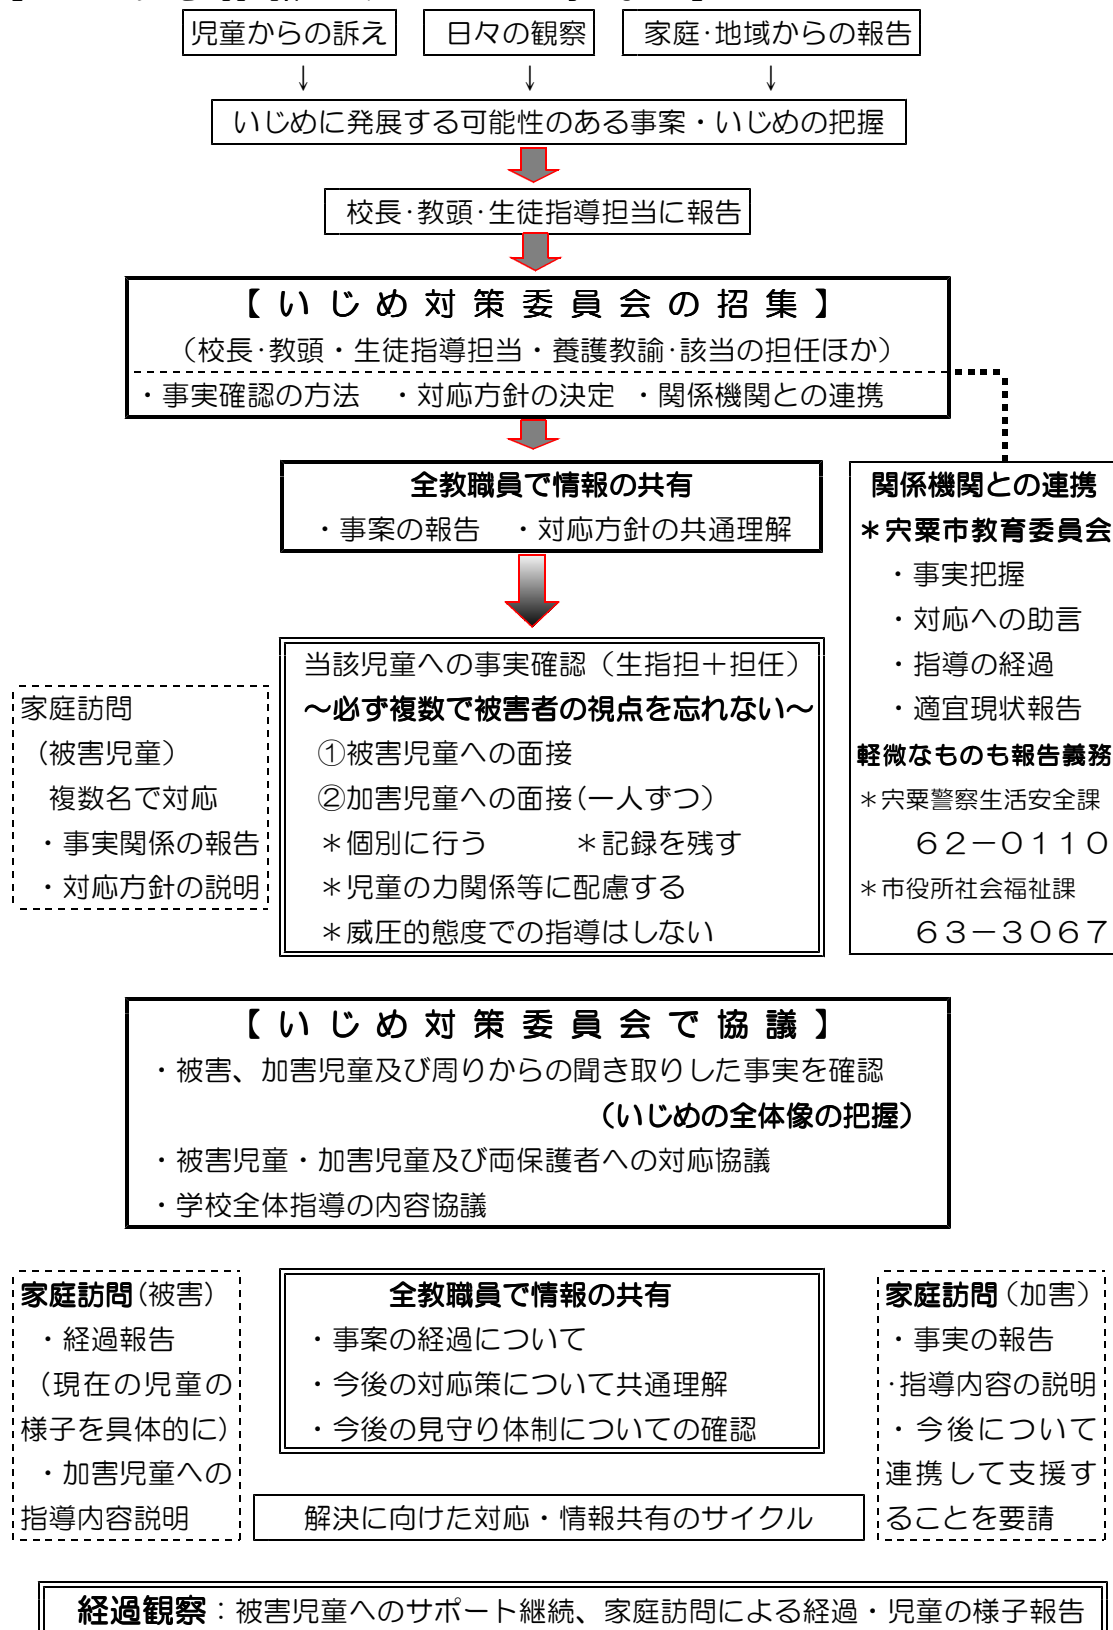 児童からの訴え
日々の観察
家庭・地域からの報告
↓ ↓ ↓
いじめに発展する可能性のある事案・いじめの把握
校長・教頭・生徒指導担当に報告
【いじめ対策委員会の招集】
（校長・教頭・生徒指導担当・養護教諭・該当の担任ほか）
・事実確認の方法 ・対応方針の決定 ・関係機関との連携
全教職員で情報の共有
・事案の報告 ・対応方針の共通理解
関係機関との連携
＊宍粟市教育委員会
・事実把握
・対応への助言
・指導の経過
・適宜現状報告
軽微なものも報告義務
＊宍粟警察生活安全課
６２－０１１０
＊市役所社会福祉課
６３－３０６７
当該児童への事実確認（生指担＋担任）
～必ず複数で被害者の視点を忘れない～
①被害児童への面接
②加害児童への面接（一人ずつ）
＊個別に行う ＊記録を残す
＊児童の力関係等に配慮する
＊威圧的態度での指導はしない
家庭訪問
（被害児童）
複数名で対応
・事実関係の報告
・対応方針の説明
【いじめ対策委員会で協議】
・被害、加害児童及び周りからの聞き取りした事実を確認
（いじめの全体像の把握）
・被害児童・加害児童及び両保護者への対応協議
・学校全体指導の内容協議
家庭訪問（被害）
・経過報告
（現在の児童の
様子を具体的に）
・加害児童への
指導内容説明
全教職員で情報の共有
・事案の経過について
・今後の対応策について共通理解
・今後の見守り体制についての確認
家庭訪問（加害）
・事実の報告
・指導内容の説明
・今後について
連携して支援す
ることを要請
解決に向けた対応・情報共有のサイクル
経過観察：被害児童へのサポート継続、家庭訪問による経過・児童の様子報告